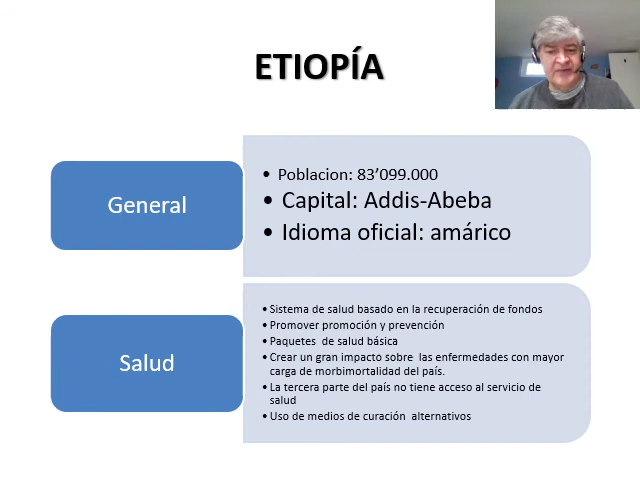 ETIOPÍA
General
• Poblacion: 83’099.000
• Capital: Addis-Abeba
• Idioma oficial: amárico
Salud
• Sistema de salud basado en la recuperación de fondos
• Promover promoción y prevención
• Paquetes de salud básica
• Crear un gran impacto sobre las enfermedades con mayor
carga de morbimortalidad del país.
• La tercera parte del país no tiene acceso al servicio de
salud
• Uso de medios de curación alternativos